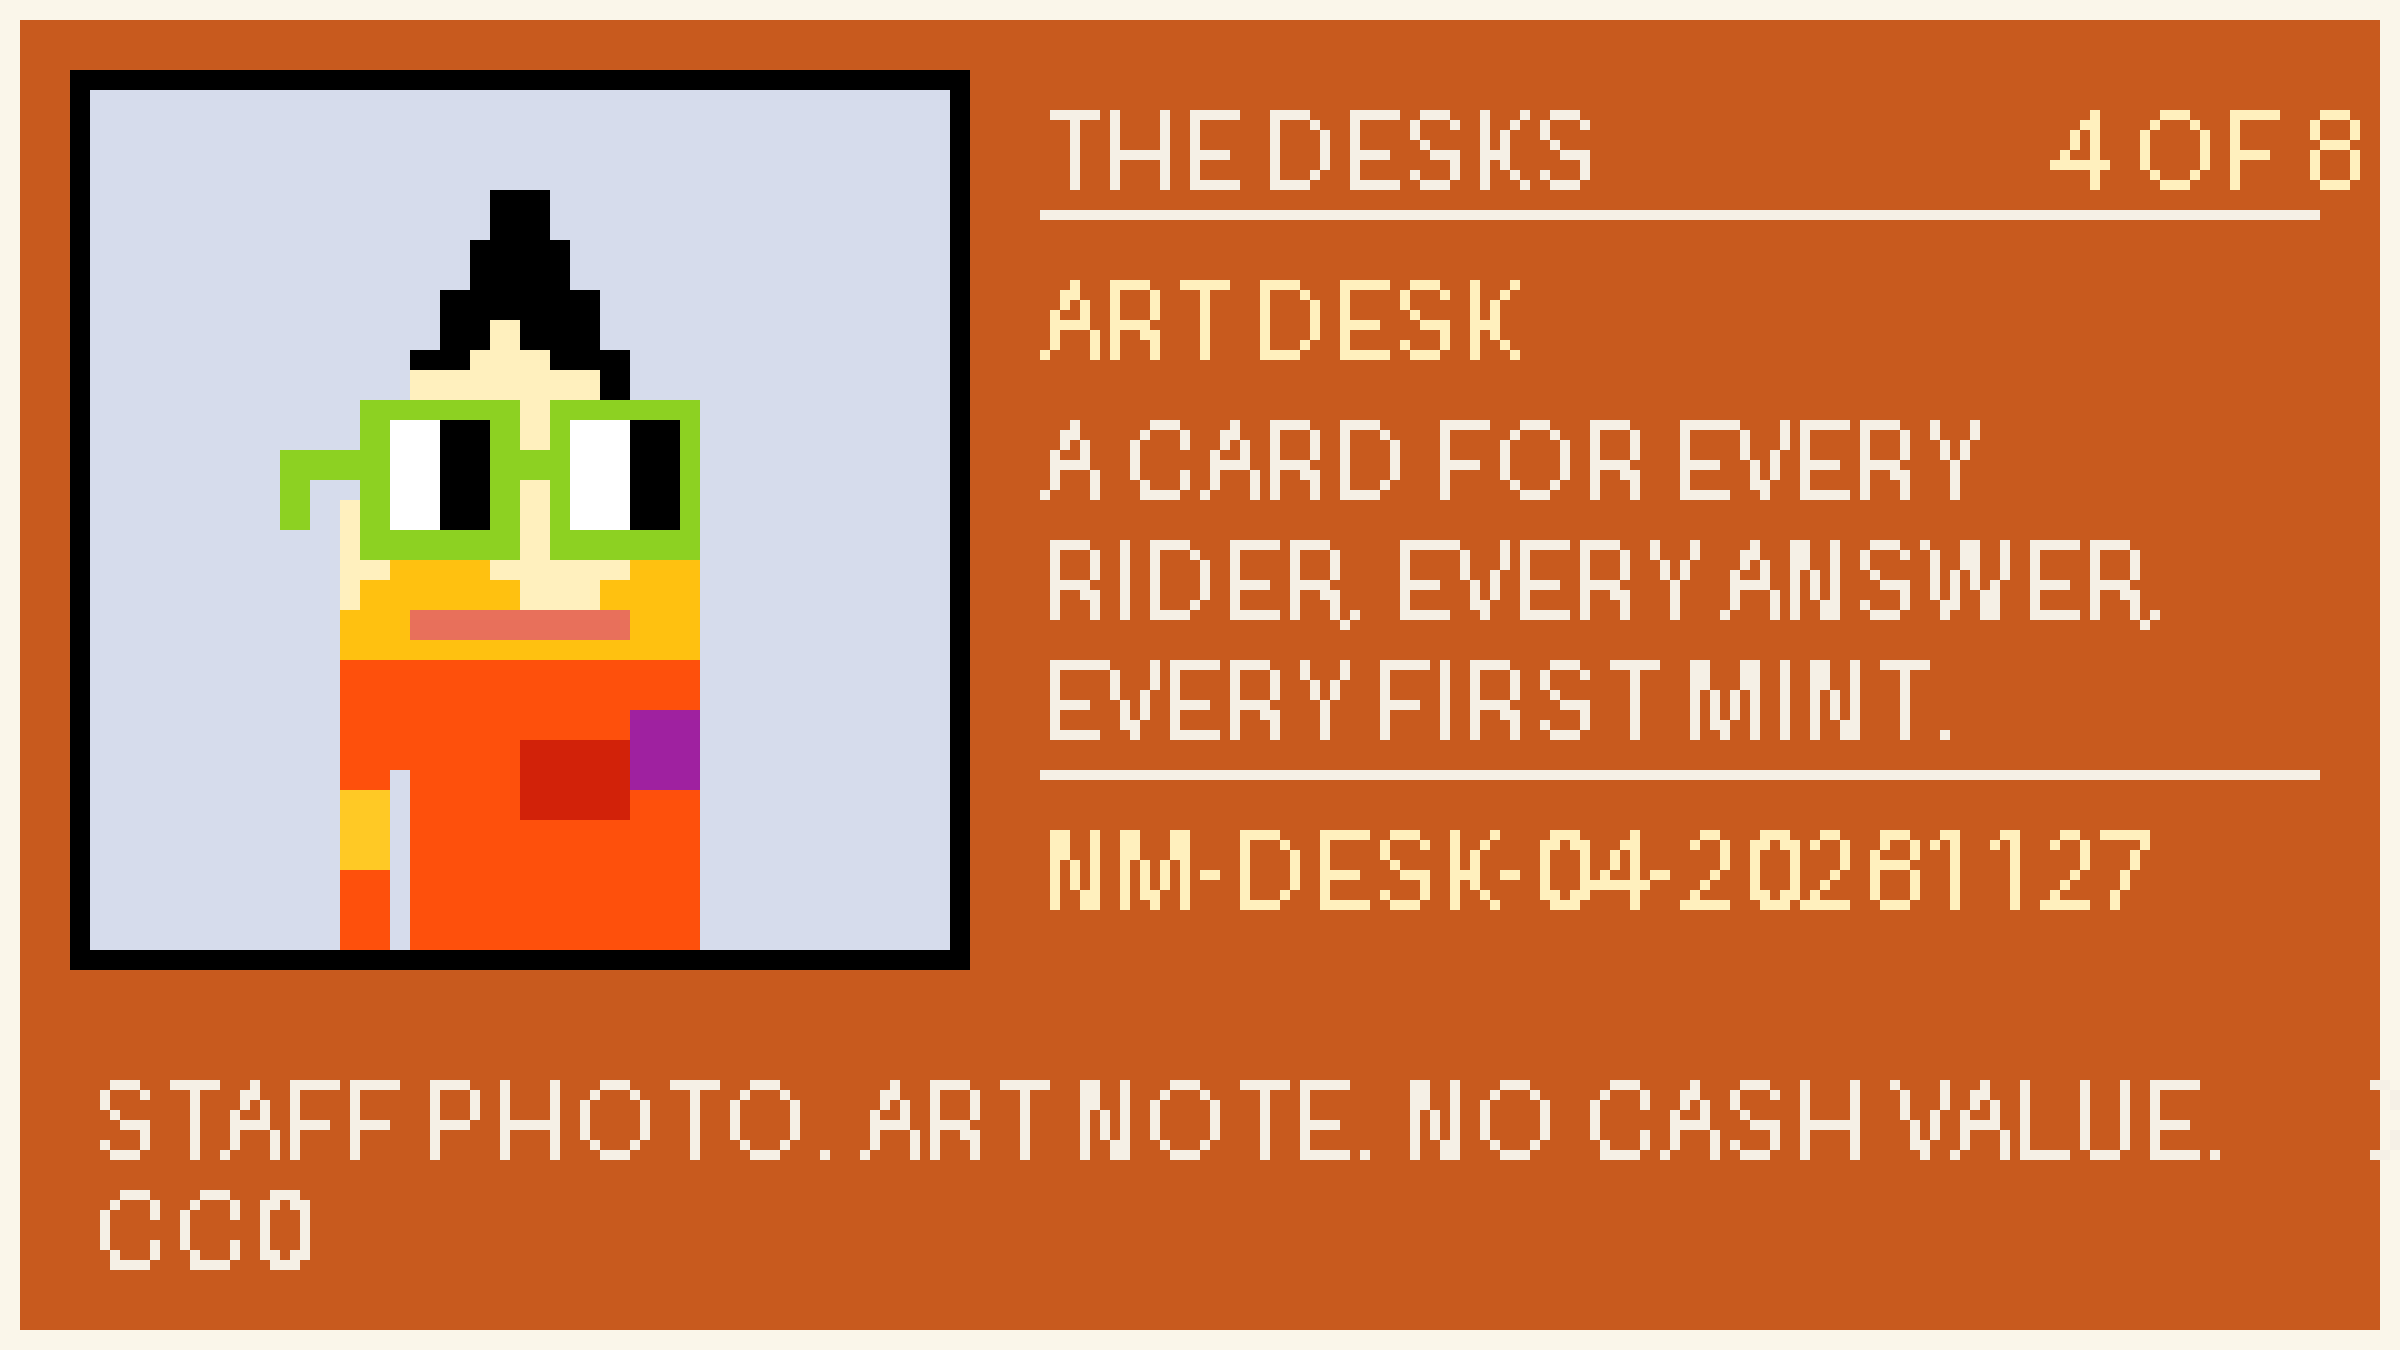 THE DESKS 4 OF 8
ART DESK
A CARD FOR EVERY
RIDER, EVERY ANSWER,
EVERY FIRST MINT.
NM-DESK-04-20281127
STAFF PHOTO. ART NOTE. NO CASH VALUE.
CC0